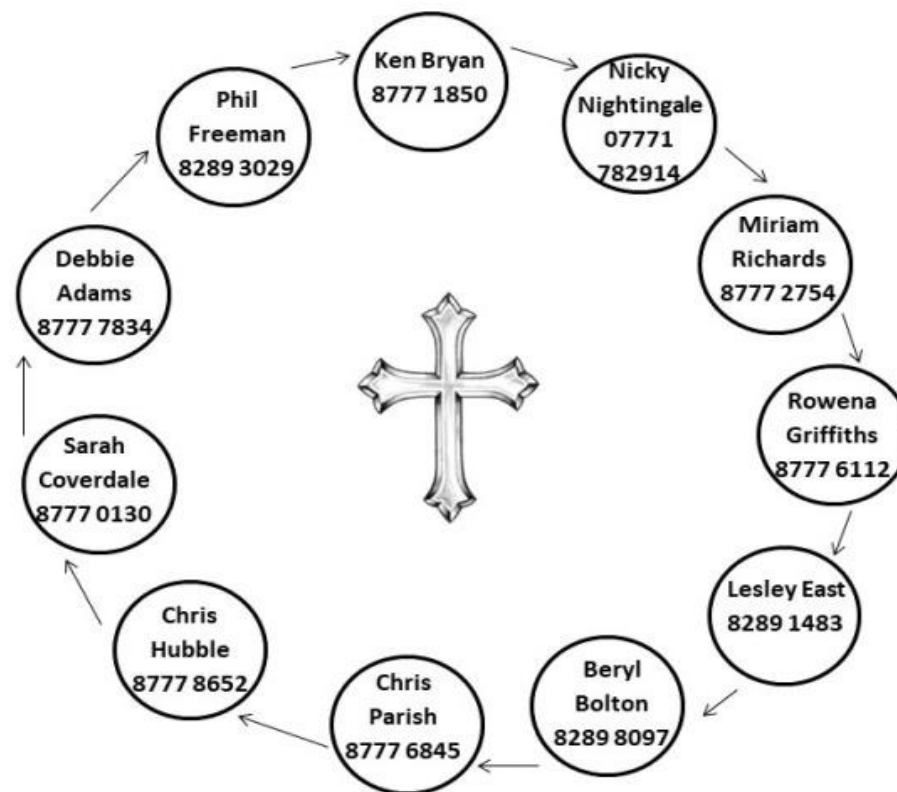 Ken Bryan
8777 1850
Nicky
Nightingale
07771
782914
Miriam
Richards
8777 2754
Rowena
Griffiths
8777 6112
Lesley East
8289 1483
Beryl
Bolton
8289 8097
Chris
Parish
8777 6845
Chris
Hubble
8777 8652
Sarah
Coverdale
8777 0130
Debbie
Adams
8777 7834
Phil
Freeman
8289 3029